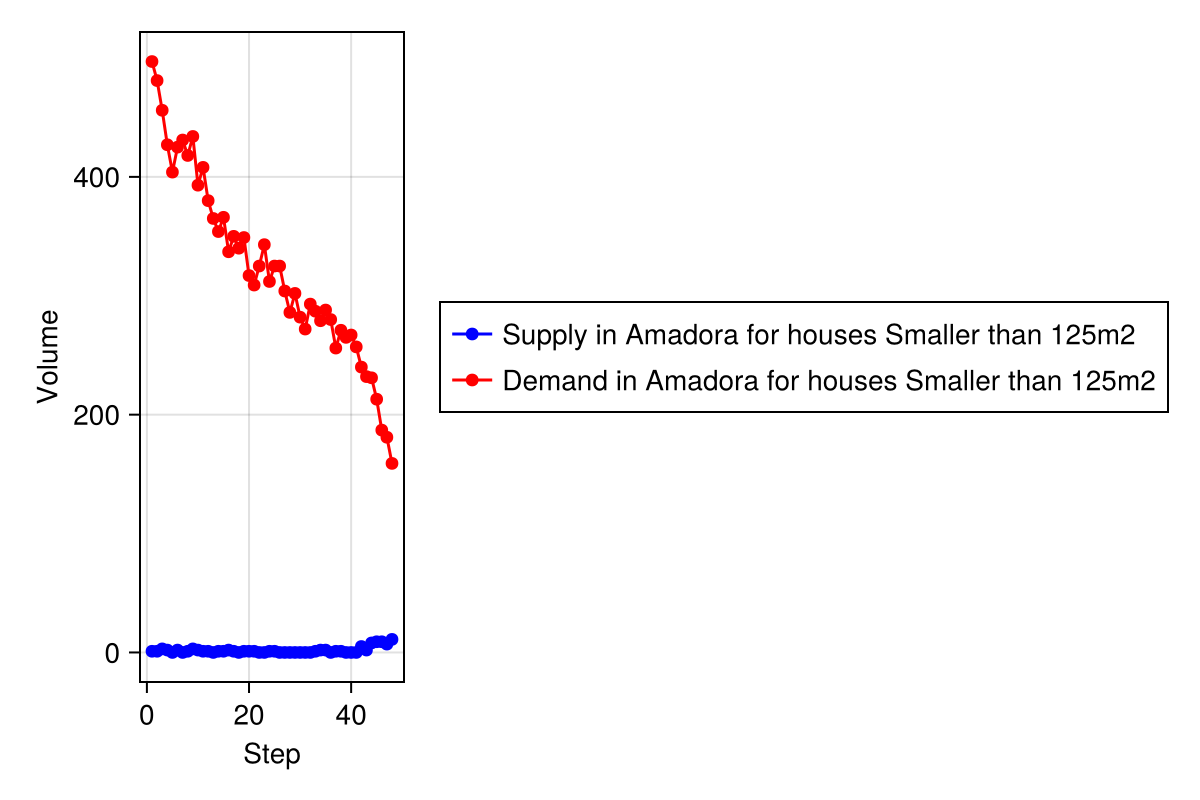 Volume
400
200
0
0 20 40
Step
Supply in Amadora for houses Smaller than 125m2
Demand in Amadora for houses Smaller than 125m2